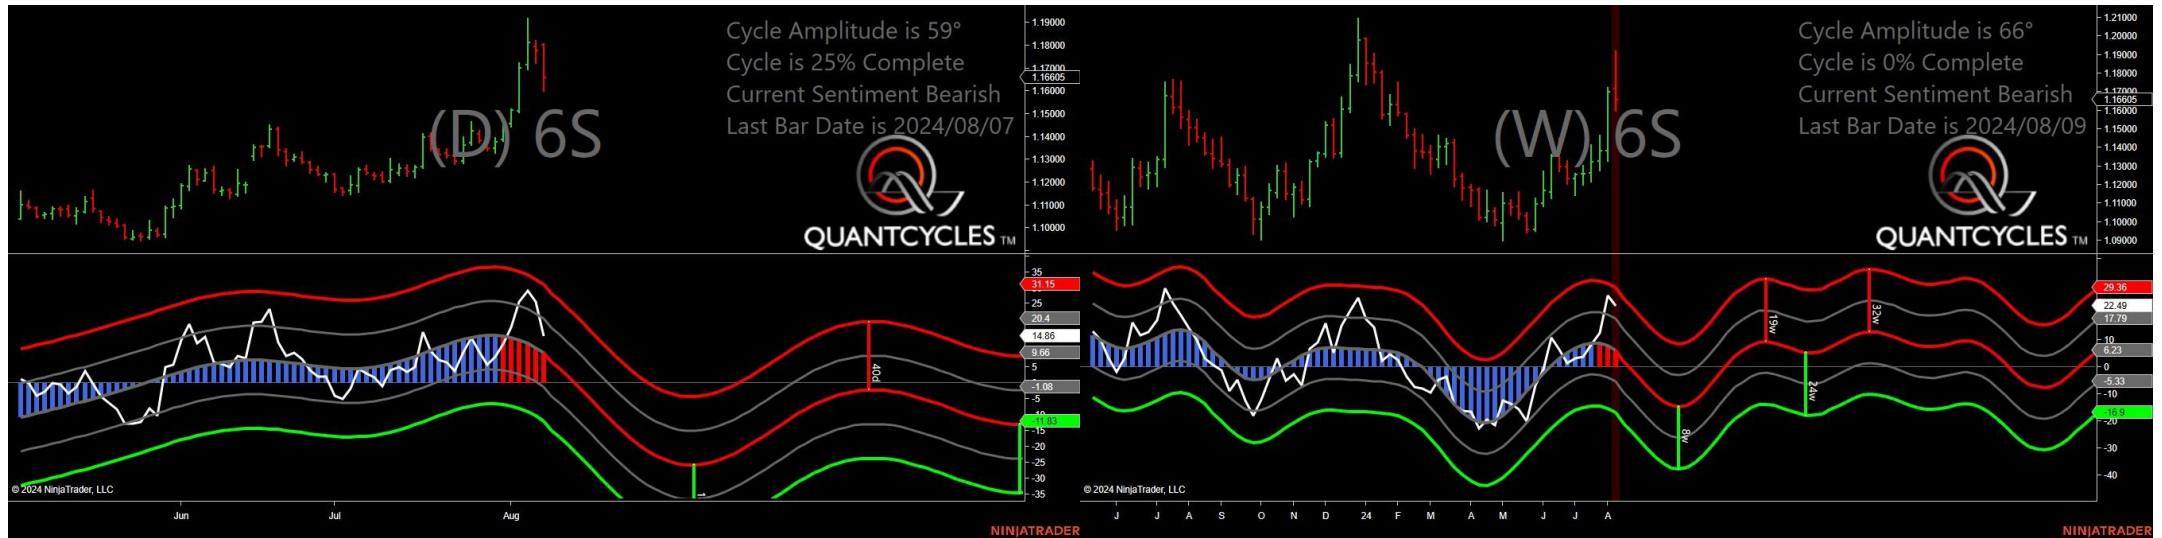 Cycle Amplitude is 59°
Cycle is 25% Complete
Current Sentiment Bearish
Last Bar Date is 2024/08/07
(D) 6S
QUANTCYCLES TM
1.19000
1.18000
1.17000
1.16605
1.16000
1.15000
1.14000
1.13000
1.12000
1.11000
1.10000
35
31.15
25
20.4
14.86
9.66
5
-1.08
-5
-11.83
-15
-20
-25
-30
-35
40d
© 2024 NinjaTrader, LLC
Jun Jul Aug
NINJATRADER
Cycle Amplitude is 66°
Cycle is 0% Complete
Current Sentiment Bearish
Last Bar Date is 2024/08/09
(W) 6S
QUANTCYCLES TM
1.21000
1.20000
1.19000
1.18000
1.17000
1.16605
1.16000
1.15000
1.14000
1.13000
1.12000
1.11000
1.10000
1.09000
29.36
22.49
17.79
10
6.23
0
-5.33
-10
-16.9
-20
-30
-40
8w
19w
24w
32w
© 2024 NinjaTrader, LLC
J J A S O N D 24 F M A M J J A
NINJATRADER